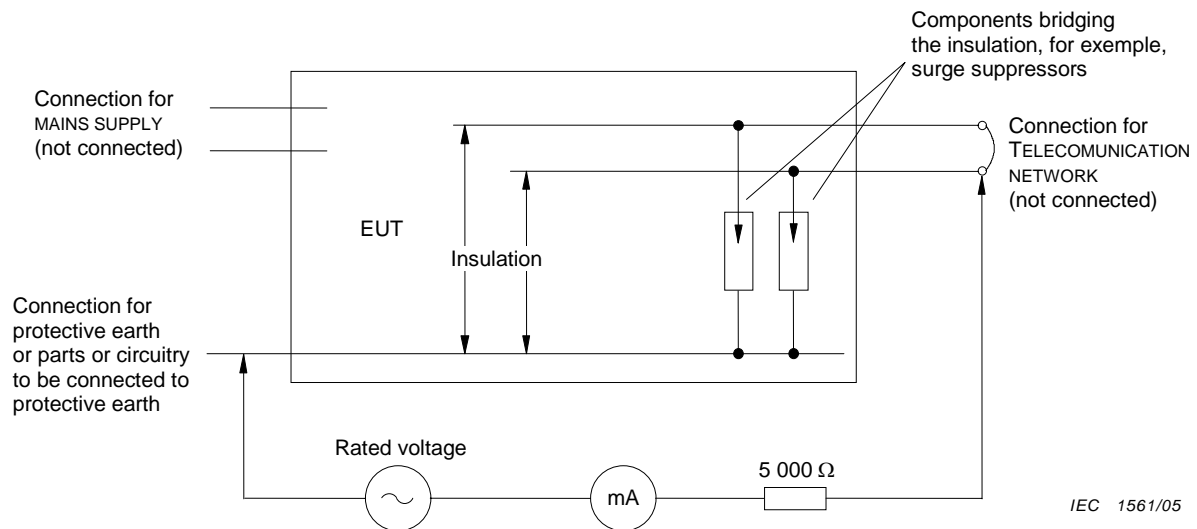 Components bridging
the insulation, for exemple,
surge suppressors
Connection for
MAINS SUPPLY
(not connected)
Connection for
TELECOMUNICATION
NETWORK
(not connected)
EUT
Insulation
Connection for
protective earth
or parts or circuitry
to be connected to
protective earth
Rated voltage
mA
5 000 Ω
IEC 1561/05